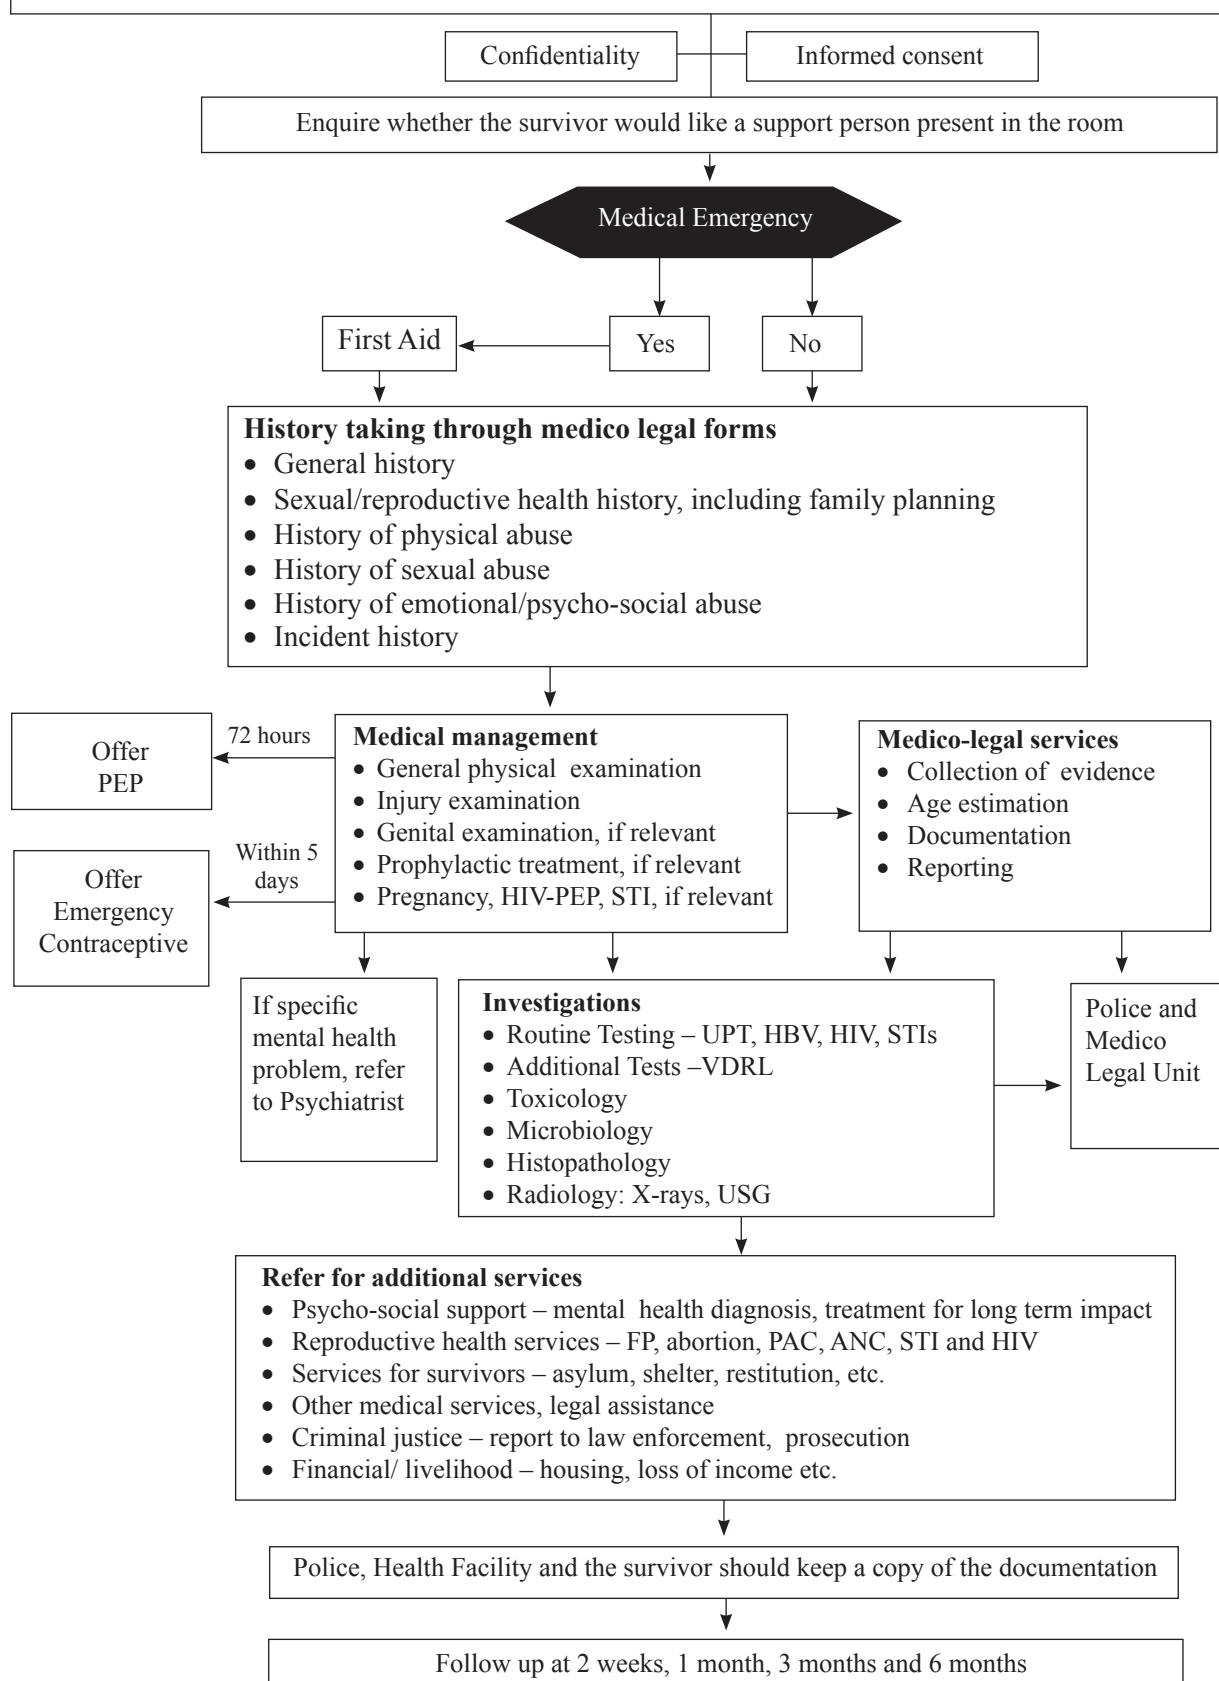 Confidentiality
Informed consent
Enquire whether the survivor would like a support person present in the room
Medical Emergency
First Aid
Yes
No
History taking through medico legal forms
• General history
• Sexual/reproductive health history, including family planning
• History of physical abuse
• History of sexual abuse
• History of emotional/psycho-social abuse
• Incident history
72 hours
Offer
PEP
Medical management
• General physical examination
• Injury examination
• Genital examination, if relevant
• Prophylactic treatment, if relevant
• Pregnancy, HIV-PEP, STI, if relevant
Medico-legal services
• Collection of evidence
• Age estimation
• Documentation
• Reporting
Within 5
days
Offer
Emergency
Contraceptive
If specific
mental health
problem, refer
to Psychiatrist
Investigations
• Routine Testing – UPT, HBV, HIV, STIs
• Additional Tests –VDRL
• Toxicology
• Microbiology
• Histopathology
• Radiology: X-rays, USG
Police and
Medico
Legal Unit
Refer for additional services
• Psycho-social support – mental health diagnosis, treatment for long term impact
• Reproductive health services – FP, abortion, PAC, ANC, STI and HIV
• Services for survivors – asylum, shelter, restitution, etc.
• Other medical services, legal assistance
• Criminal justice – report to law enforcement, prosecution
• Financial/ livelihood – housing, loss of income etc.
Police, Health Facility and the survivor should keep a copy of the documentation
Follow up at 2 weeks, 1 month, 3 months and 6 months